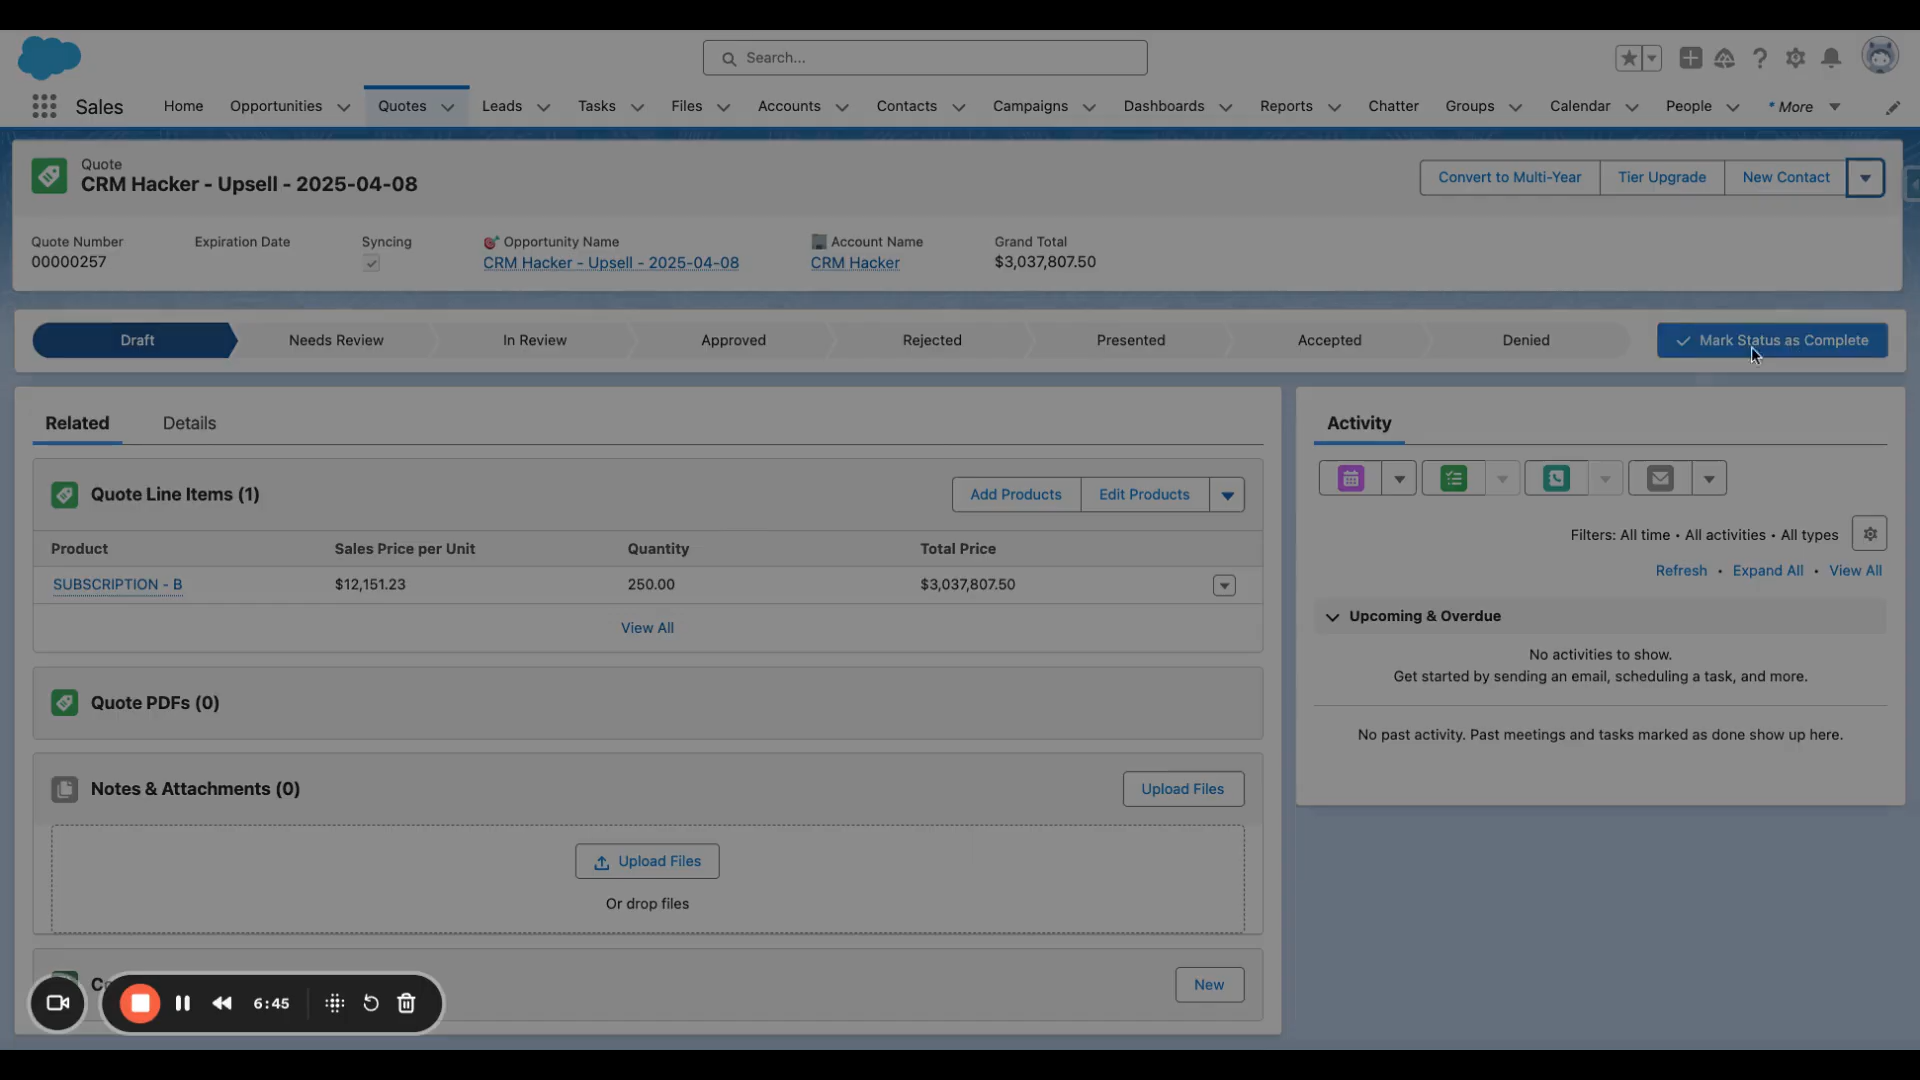 Search...
Sales
Home
Opportunities
Quotes
Leads
Tasks
Files
Accounts
Contacts
Campaigns
Dashboards
Reports
Chatter
Groups
Calendar
People
* More
Quote
CRM Hacker - Upsell - 2025-04-08
Convert to Multi-Year
Tier Upgrade
New Contact
Quote Number
00000257
Expiration Date
Syncing
Opportunity Name
CRM Hacker - Upsell - 2025-04-08
Account Name
CRM Hacker
Grand Total
$3,037,807.50
Draft
Needs Review
In Review
Approved
Rejected
Presented
Accepted
Denied
Mark Status as Complete
Related
Details
Quote Line Items (1)
Add Products
Edit Products
Product
Sales Price per Unit
Quantity
Total Price
SUBSCRIPTION - B
$12,151.23
250.00
$3,037,807.50
View All
Quote PDFs (0)
Notes & Attachments (0)
Upload Files
Upload Files
Or drop files
New
6:45
Activity
Filters: All time • All activities • All types
Refresh • Expand All • View All
Upcoming & Overdue
No activities to show.
Get started by sending an email, scheduling a task, and more.
No past activity. Past meetings and tasks marked as done show up here.